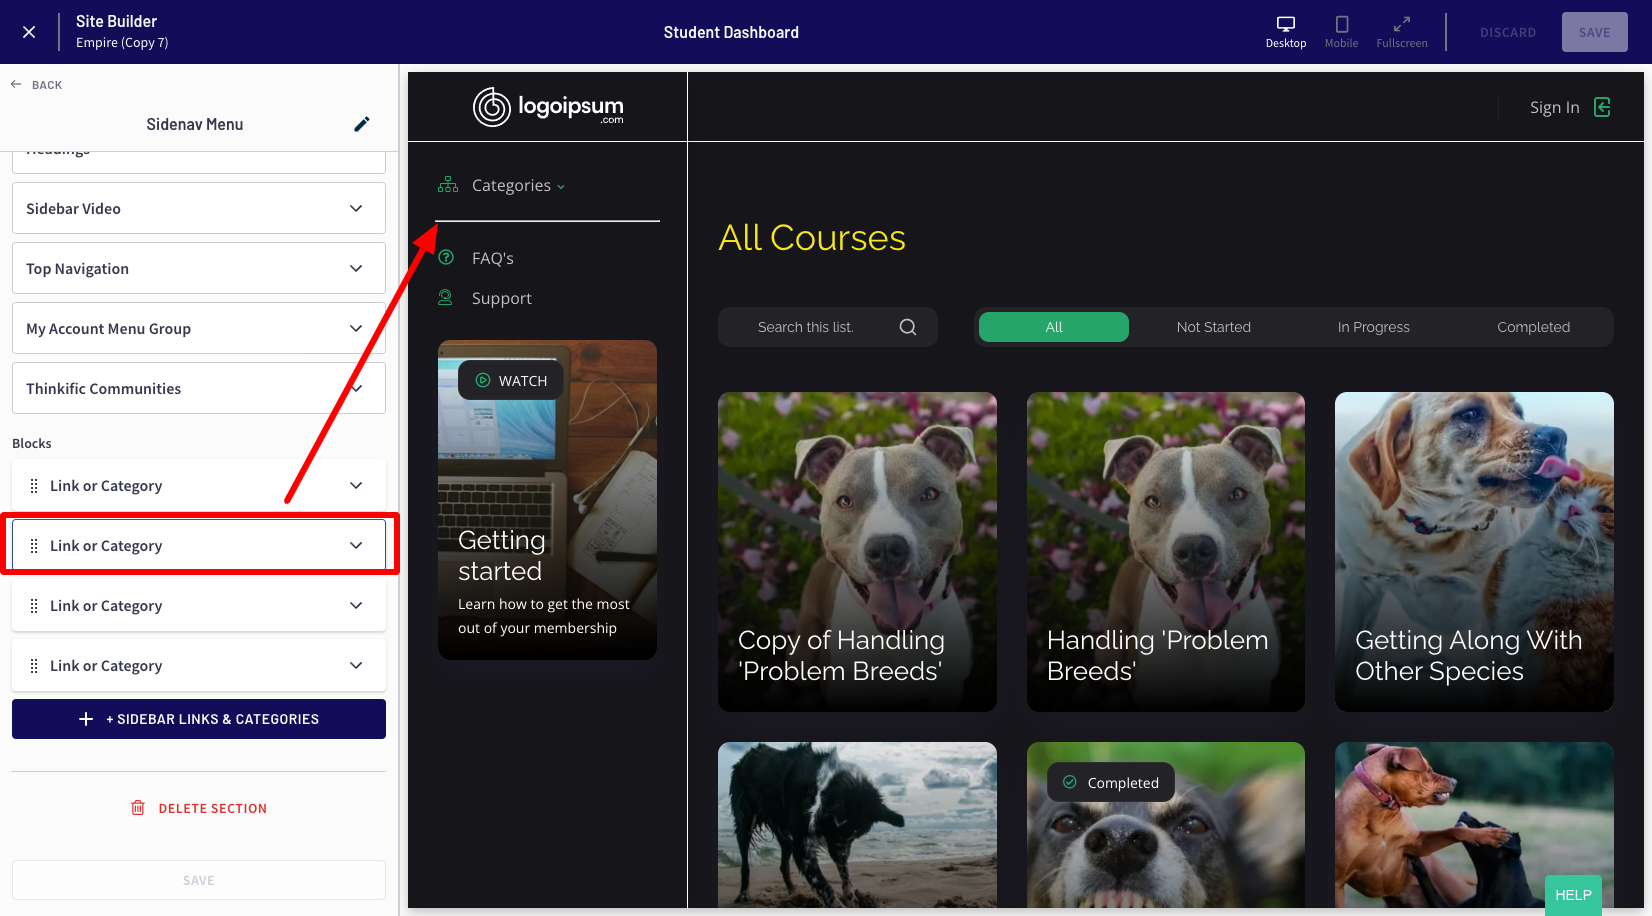 Site Builder
Empire (Copy 7)
Student Dashboard
Desktop
Mobile
Fullscreen
DISCARD
SAVE
BACK
Sidenav Menu
Headings
Sidebar Video
Top Navigation
My Account Menu Group
Thinkific Communities
Blocks
Link or Category
Link or Category
Link or Category
Link or Category
+ SIDEBAR LINKS & CATEGORIES
DELETE SECTION
SAVE
logoipsum
.com
Sign In
Categories
FAQ's
Support
WATCH
Getting
started
Learn how to get the most
out of your membership
All Courses
Search this list.
All
Not Started
In Progress
Completed
Copy of Handling
'Problem Breeds'
Handling 'Problem
Breeds'
Getting Along With
Other Species
Completed
HELP